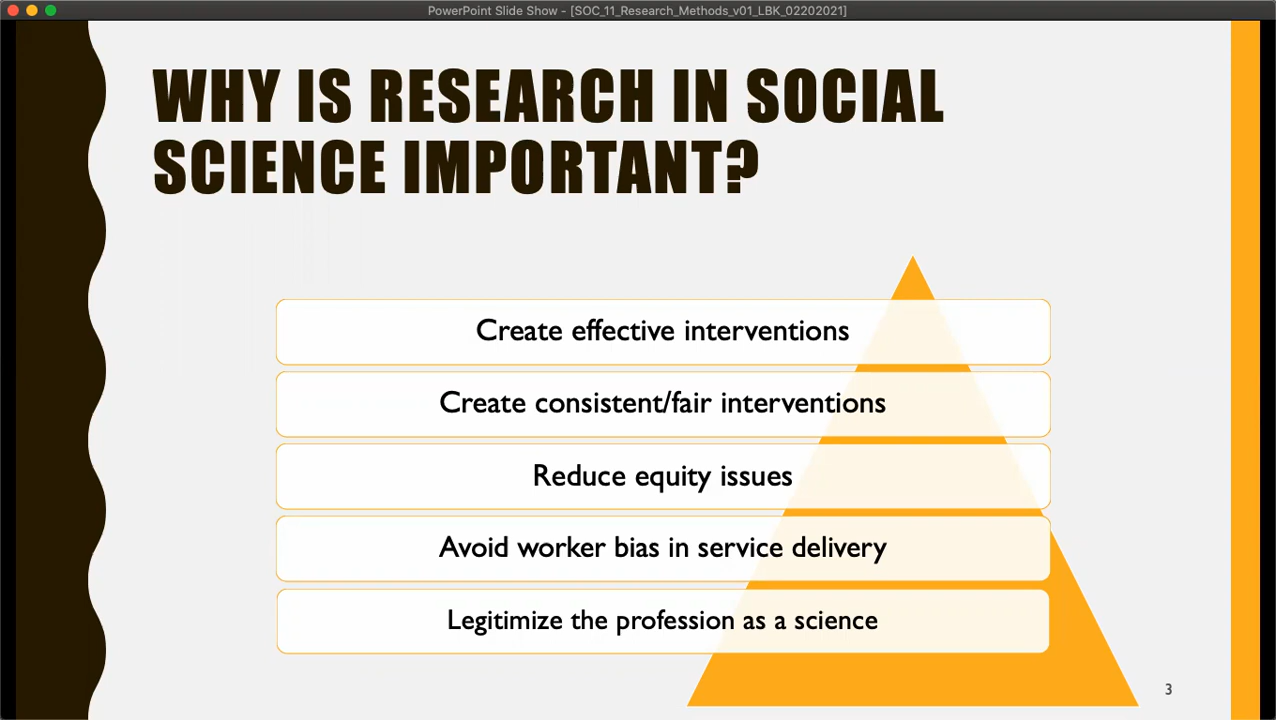 PowerPoint Slide Show - [SOC_11_Research_Methods_v01_LBK_02202021]
WHY IS RESEARCH IN SOCIAL
SCIENCE IMPORTANT?
Create effective interventions
Create consistent/fair interventions
Reduce equity issues
Avoid worker bias in service delivery
Legitimize the profession as a science
3